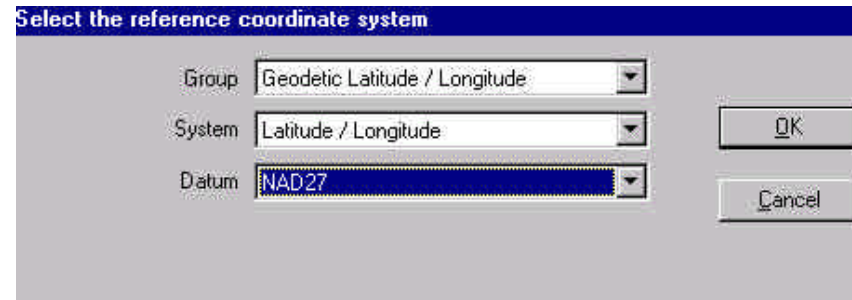 Select the reference coordinate system
Group Geodetic Latitude / Longitude
System Latitude / Longitude OK
Datum NAD27
Cancel